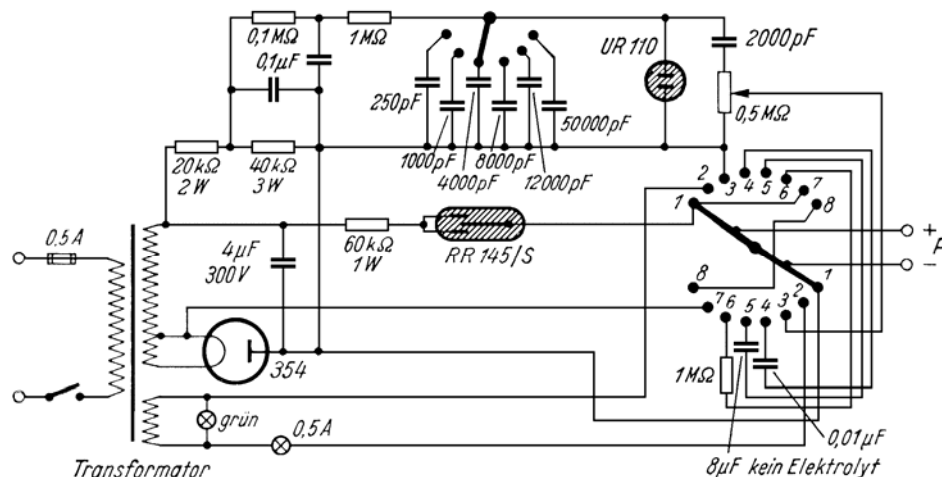 0,1MΩ
1MΩ
0,1µF
UR 110
2000pF
250pF
0,5MΩ
50000pF
1000pF
8000pF
4000pF
12000pF
20kΩ
2W
40kΩ
3W
2
3
4
5
6
7
8
1
0,5A
4µF
300V
60kΩ
1W
RR 145/S
+
P
−
8
7
6
5
4
3
2
1
354
1MΩ
grün
0,5A
0,01µF
8µF kein Elektrolyt
Transformator